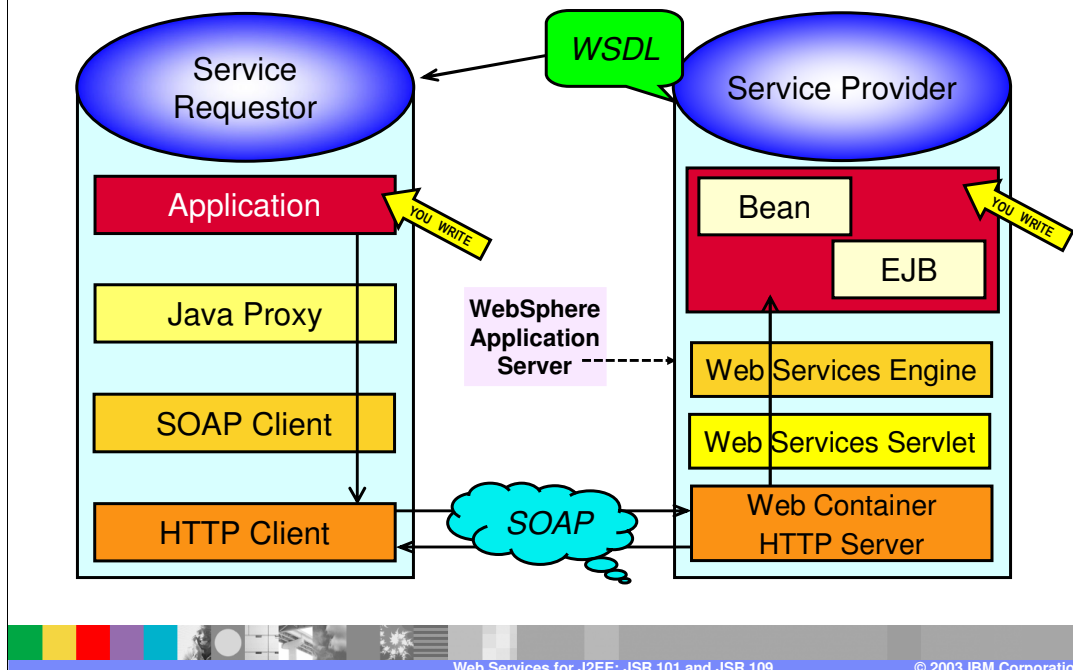 WSDL
Service
Requestor
Service Provider
Application
YOU WRITE
Bean
YOU WRITE
EJB
Java Proxy
WebSphere
Application
Server
Web Services Engine
SOAP Client
Web Services Servlet
HTTP Client
SOAP
Web Container
HTTP Server
Web Services for J2EE: JSR 101 and JSR 109
© 2003 IBM Corporatio